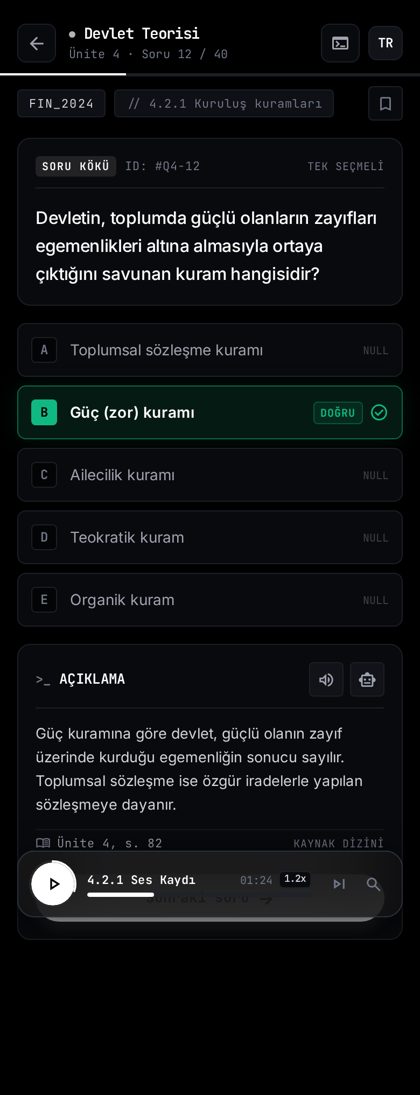 Devlet Teorisi
Ünite 4 · Soru 12 / 40
TR
FIN_2024
// 4.2.1 Kuruluş kuramları
SORU KÖKÜ
ID: #Q4-12
TEK SEÇMELİ
Devletin, toplumda güçlü olanların zayıfları
egemenlikleri altına almasıyla ortaya
çıktığını savunan kuram hangisidir?
A
Toplumsal sözleşme kuramı
NULL
B
Güç (zor) kuramı
DOĞRU
C
Ailecilik kuramı
NULL
D
Teokratik kuram
NULL
E
Organik kuram
NULL
>_ AÇIKLAMA
Güç kuramına göre devlet, güçlü olanın zayıf
üzerinde kurduğu egemenliğin sonucu sayılır.
Toplumsal sözleşme ise özgür iradelerle yapılan
sözleşmeye dayanır.
Ünite 4, s. 82
KAYNAK DİZİNİ
4.2.1 Ses Kaydı
01:24
1.2x
Sonraki soru →